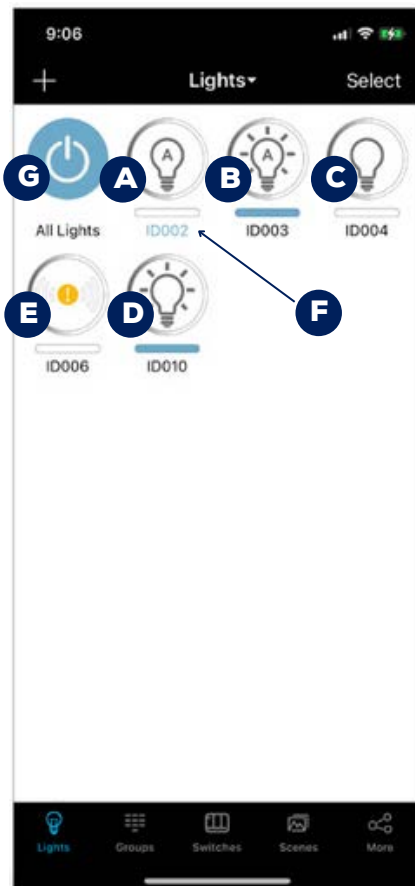 9:06
+ Lights▾ Select
G A A B A C
All Lights ID002 ID003 ID004
F
E ! D
ID006 ID010
Lights Groups Switches Scenes More